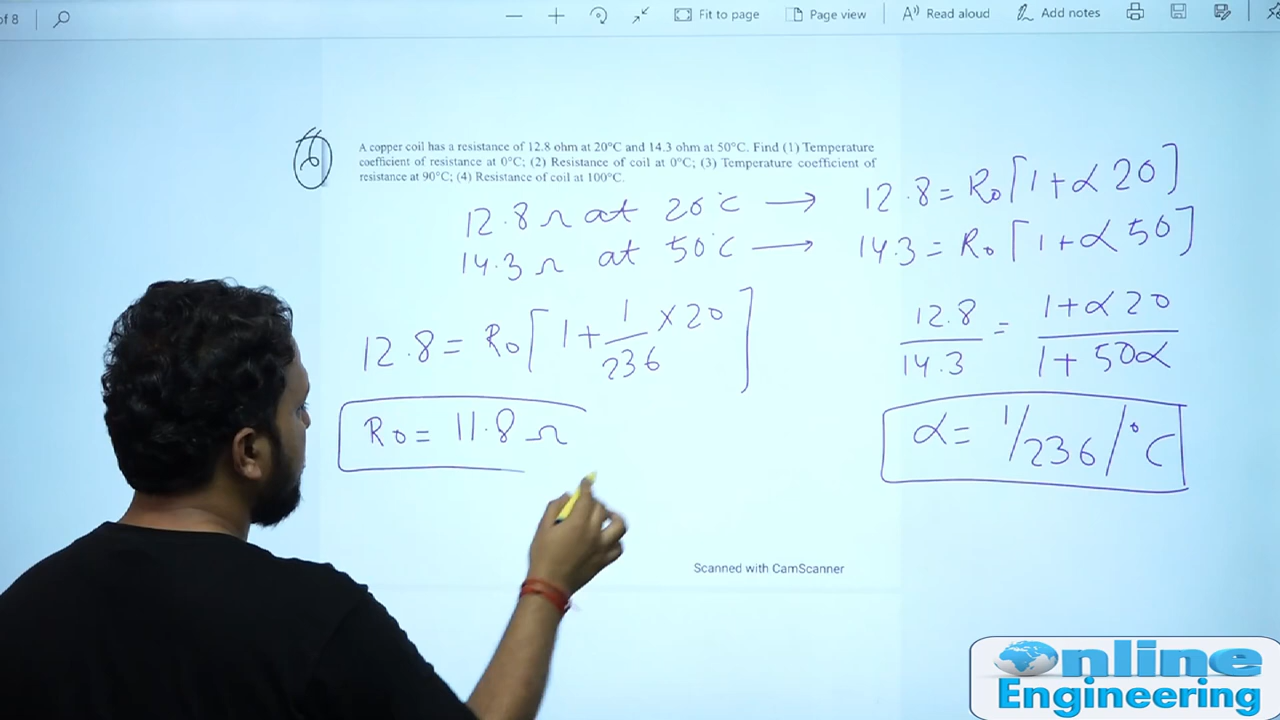 of 8
Fit to page
Page view
Read aloud
Add notes
6
A copper coil has a resistance of 12.8 ohm at 20°C and 14.3 ohm at 50°C. Find (1) Temperature
coefficient of resistance at 0°C; (2) Resistance of coil at 0°C; (3) Temperature coefficient of
resistance at 90°C; (4) Resistance of coil at 100°C.
12.8 Ω at 20°C → 12.8 = R₀[1+α 20]
14.3 Ω at 50°C → 14.3 = R₀[1+α 50]
12.8 = R₀[1 + 1/236 × 20]
12.8/14.3 = 1+α 20/1+ 50α
R₀ = 11.8 Ω
α = 1/236 /°C
Scanned with CamScanner
Online
Engineering